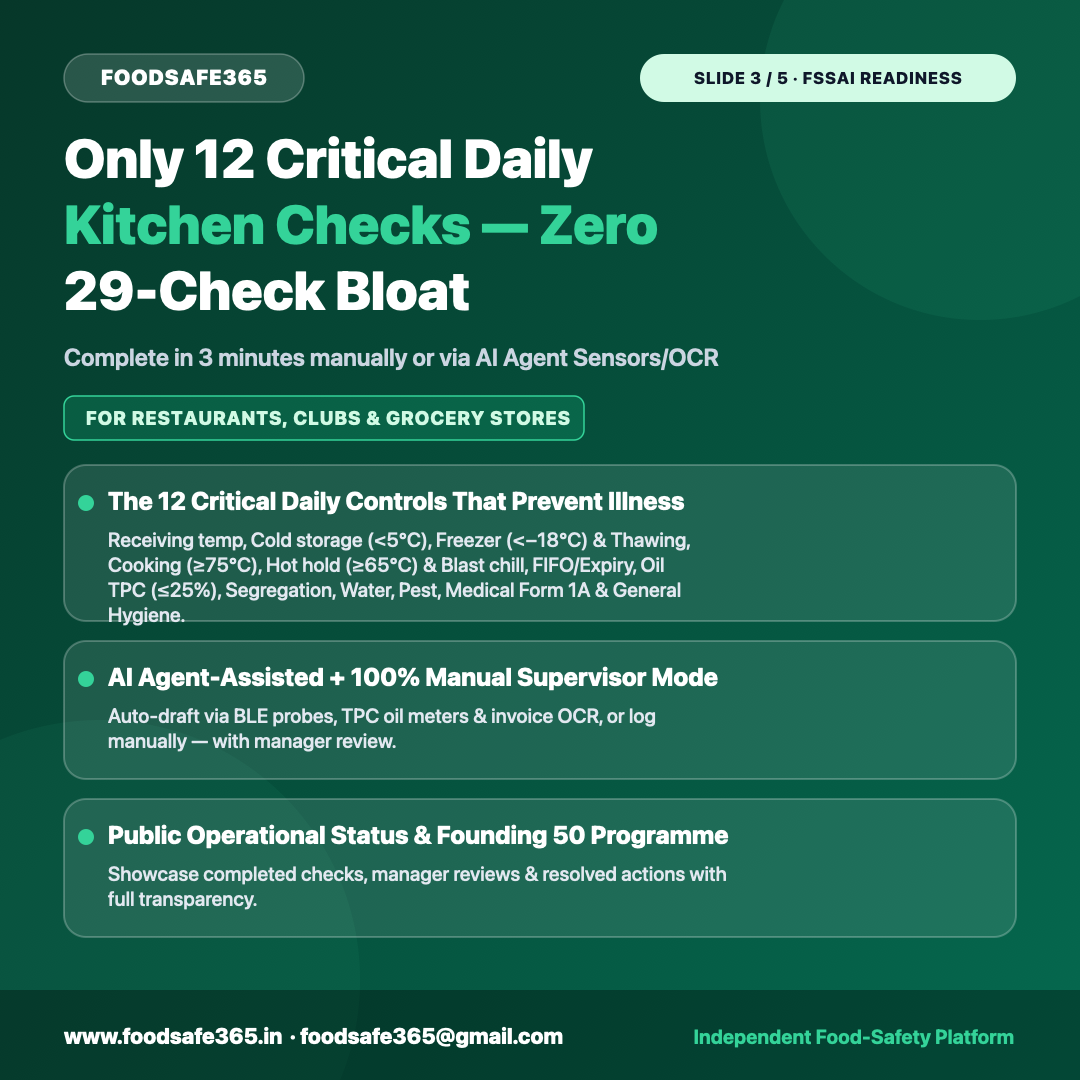 FOODSAFE365
SLIDE 3 / 5 · FSSAI READINESS
Only 12 Critical Daily
Kitchen Checks — Zero
29-Check Bloat
Complete in 3 minutes manually or via AI Agent Sensors/OCR
FOR RESTAURANTS, CLUBS & GROCERY STORES
The 12 Critical Daily Controls That Prevent Illness
Receiving temp, Cold storage (<5°C), Freezer (<−18°C) & Thawing,
Cooking (≥75°C), Hot hold (≥65°C) & Blast chill, FIFO/Expiry, Oil
TPC (≤25%), Segregation, Water, Pest, Medical Form 1A & General
Hygiene.
AI Agent-Assisted + 100% Manual Supervisor Mode
Auto-draft via BLE probes, TPC oil meters & invoice OCR, or log
manually — with manager review.
Public Operational Status & Founding 50 Programme
Showcase completed checks, manager reviews & resolved actions with
full transparency.
www.foodsafe365.in · foodsafe365@gmail.com
Independent Food-Safety Platform